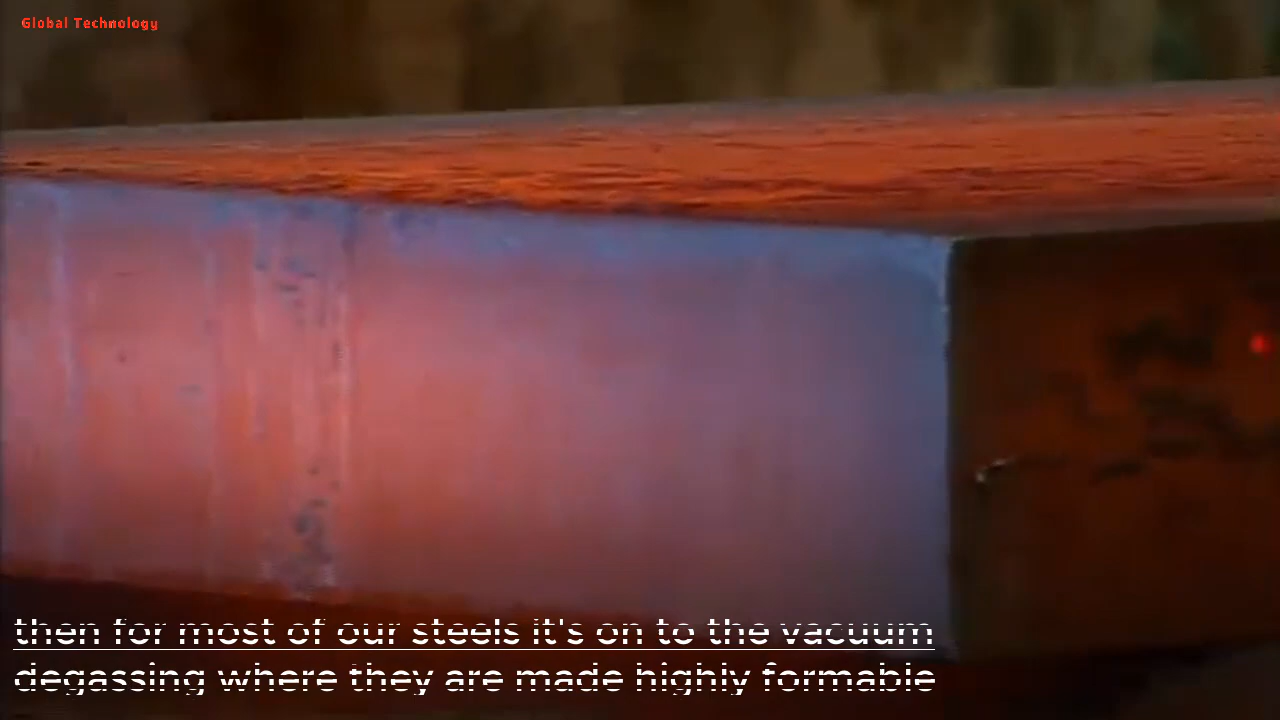 Global Technology
then for most of our steels it's on to the vacuum
degassing where they are made highly formable